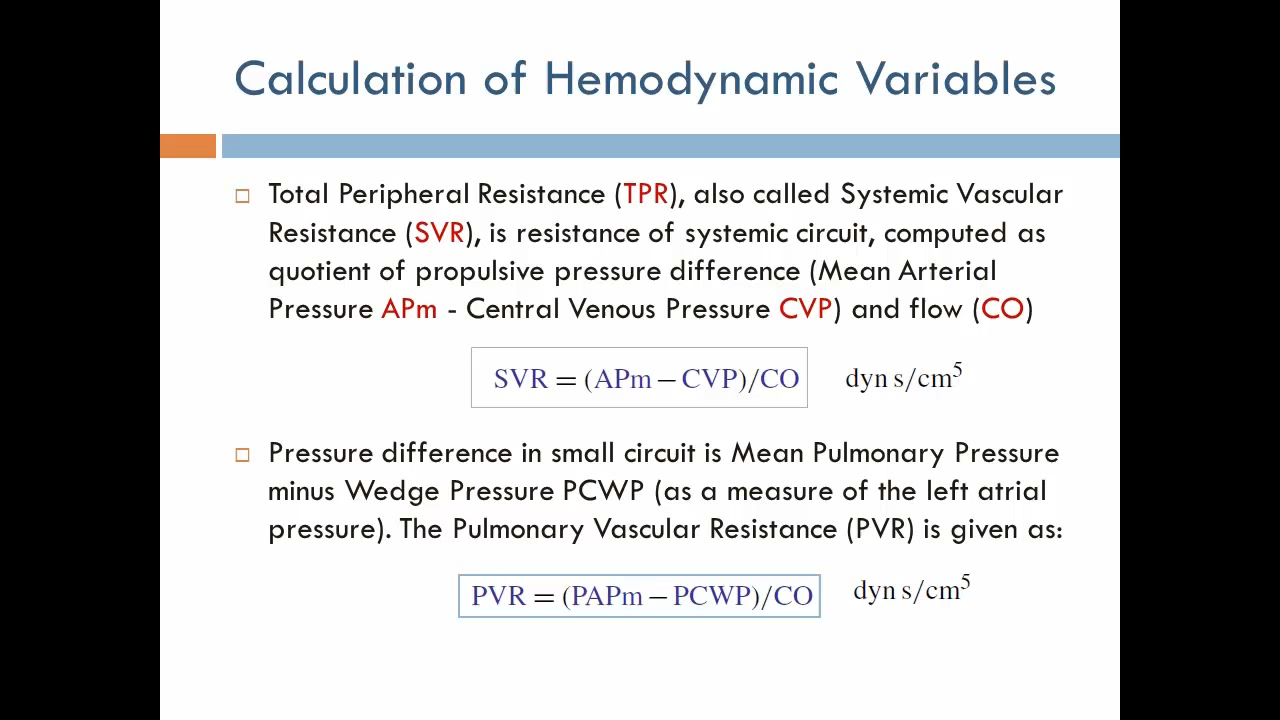 Calculation of Hemodynamic Variables
Total Peripheral Resistance (TPR), also called Systemic Vascular
Resistance (SVR), is resistance of systemic circuit, computed as
quotient of propulsive pressure difference (Mean Arterial
Pressure APm - Central Venous Pressure CVP) and flow (CO)
SVR = (APm − CVP)/CO dyn s/cm⁵
Pressure difference in small circuit is Mean Pulmonary Pressure
minus Wedge Pressure PCWP (as a measure of the left atrial
pressure). The Pulmonary Vascular Resistance (PVR) is given as:
PVR = (PAPm − PCWP)/CO dyn s/cm⁵